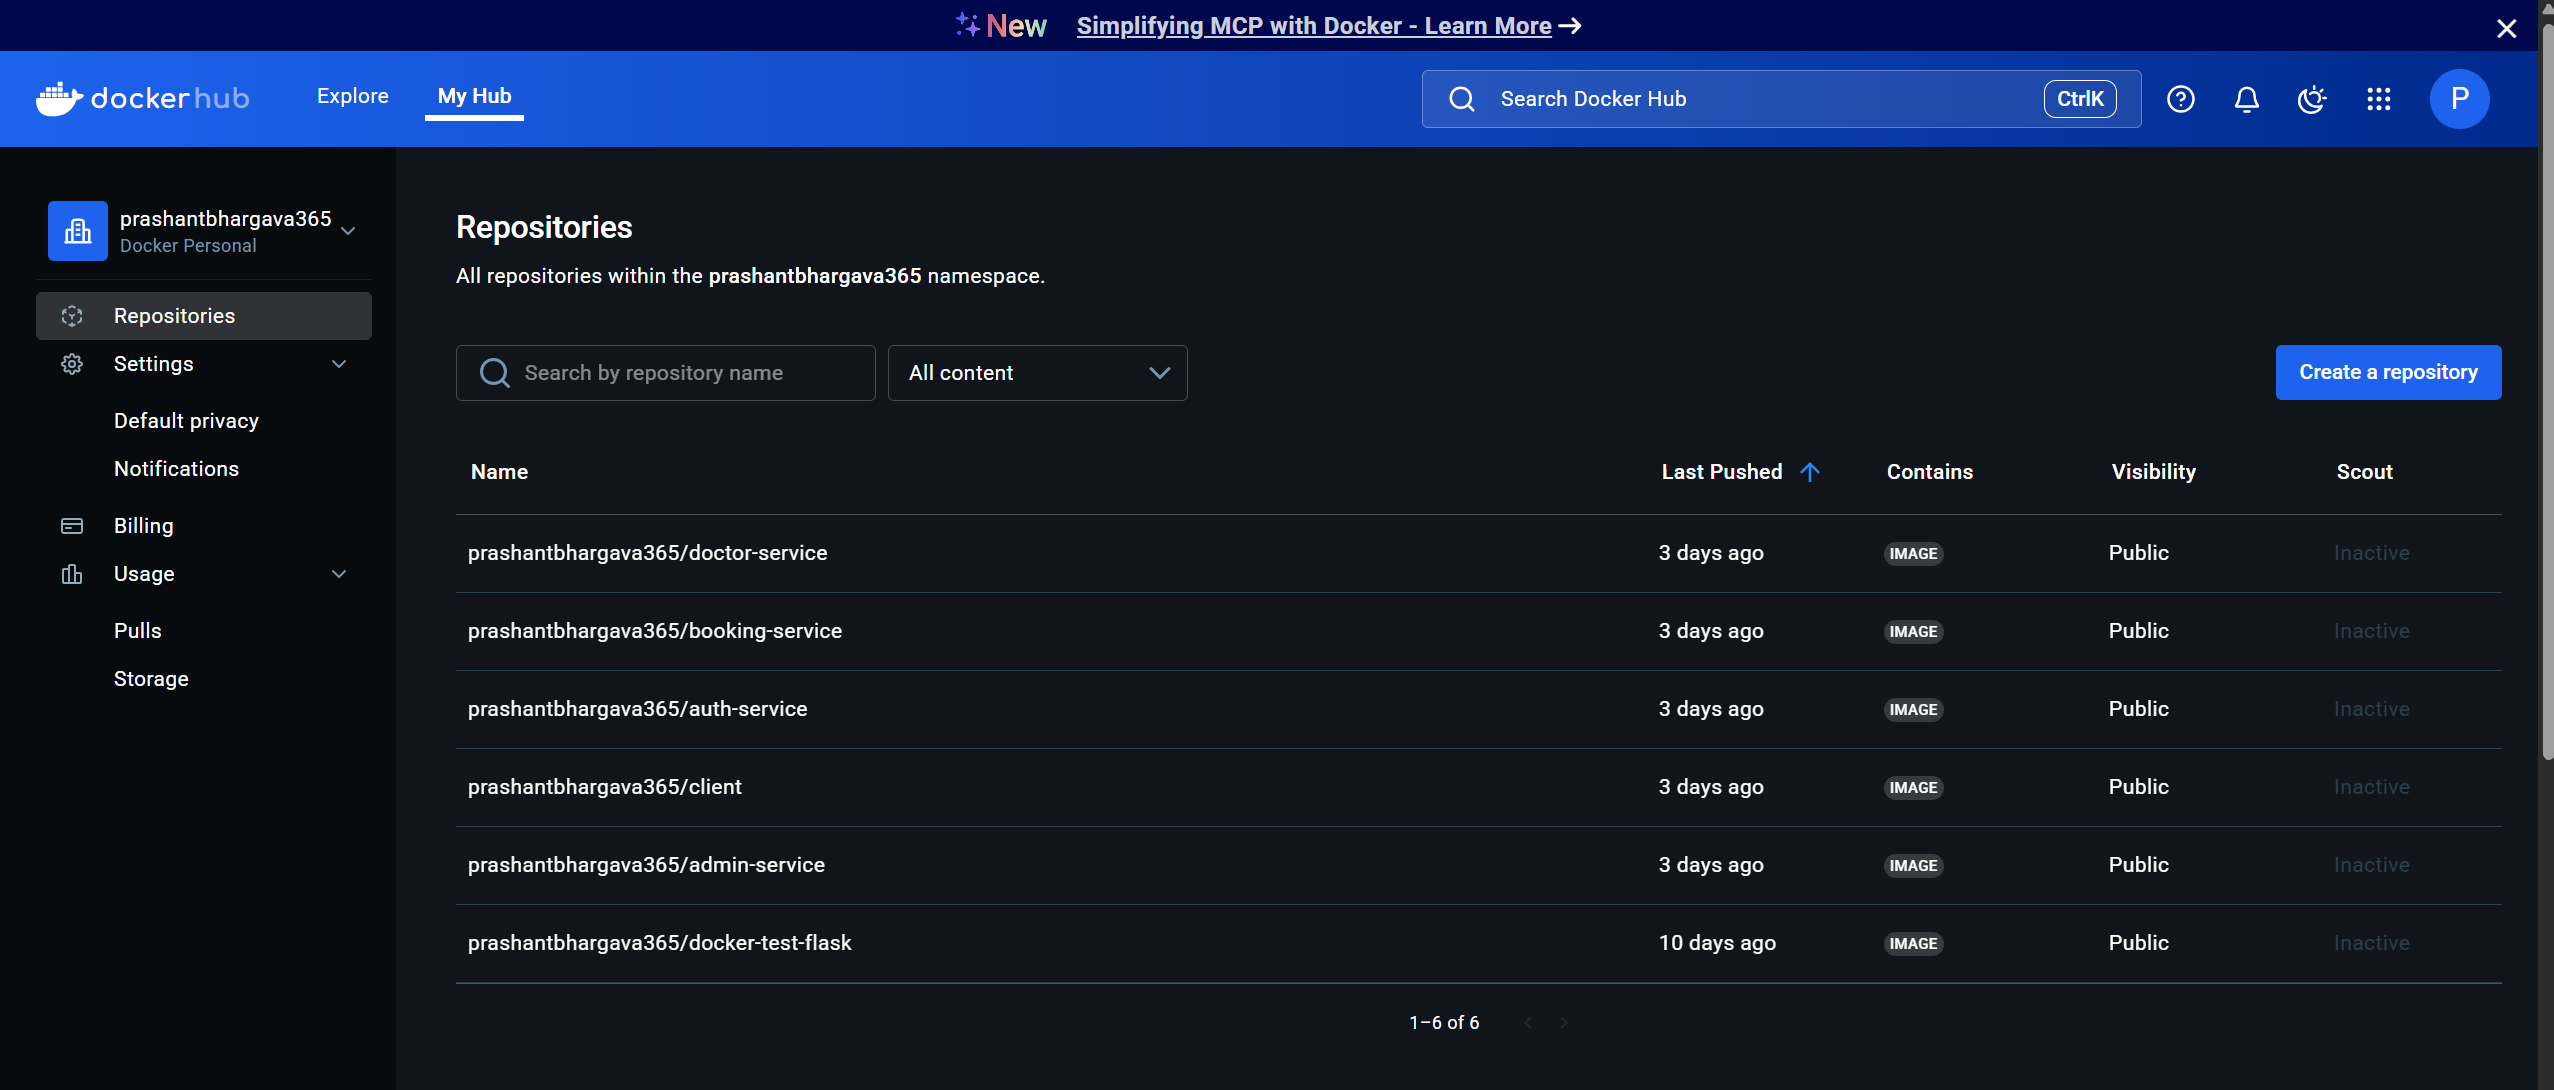 New Simplifying MCP with Docker - Learn More
dockerhub Explore My Hub Search Docker Hub CtrlK P
prashantbhargava365
Docker Personal
Repositories
Settings
Default privacy
Notifications
Billing
Usage
Pulls
Storage
Repositories
All repositories within the prashantbhargava365 namespace.
Search by repository name All content Create a repository
Name Last Pushed Contains Visibility Scout
prashantbhargava365/doctor-service 3 days ago IMAGE Public Inactive
prashantbhargava365/booking-service 3 days ago IMAGE Public Inactive
prashantbhargava365/auth-service 3 days ago IMAGE Public Inactive
prashantbhargava365/client 3 days ago IMAGE Public Inactive
prashantbhargava365/admin-service 3 days ago IMAGE Public Inactive
prashantbhargava365/docker-test-flask 10 days ago IMAGE Public Inactive
1–6 of 6